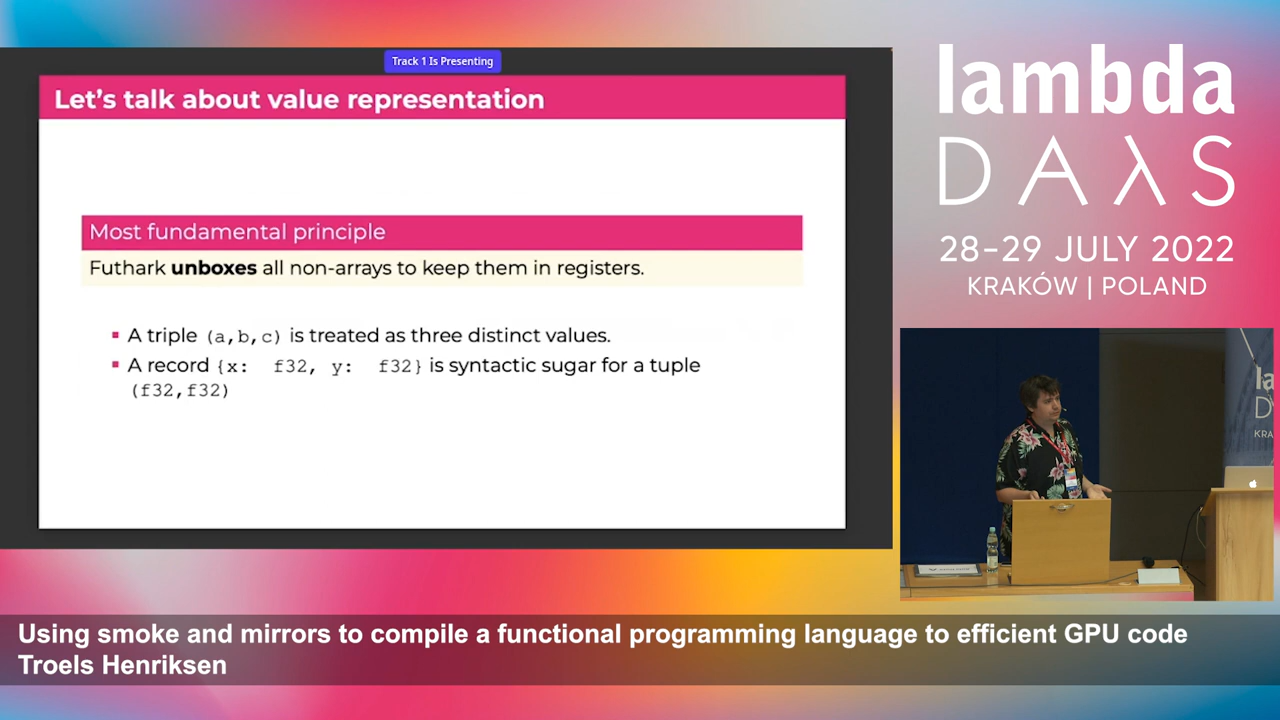 Track 1 Is Presenting
Let's talk about value representation
Most fundamental principle
Futhark unboxes all non-arrays to keep them in registers.
A triple (a,b,c) is treated as three distinct values.
A record {x: f32, y: f32} is syntactic sugar for a tuple
(f32,f32)
lambda
DAλS
28–29 JULY 2022
KRAKÓW | POLAND
la
D
KRA
Using smoke and mirrors to compile a functional programming language to efficient GPU code
Troels Henriksen